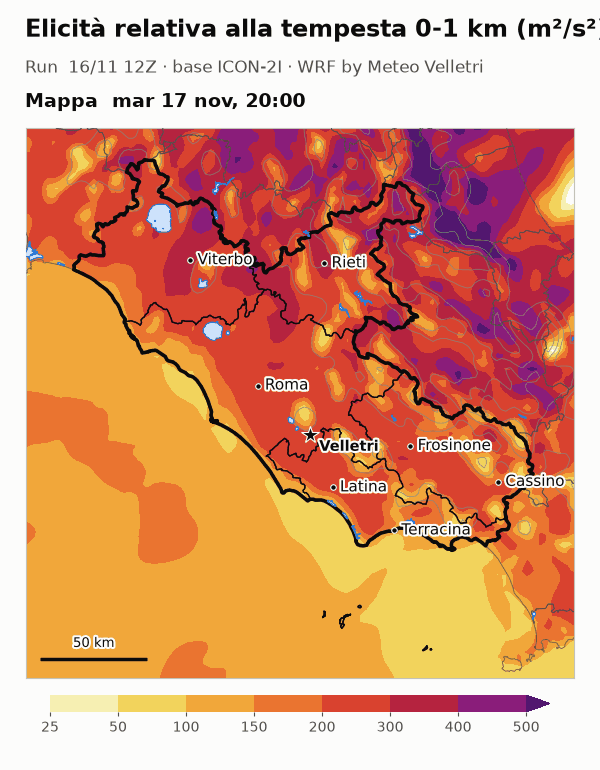 Elicità relativa alla tempesta 0-1 km (m²/s²)
Run 16/11 12Z · base ICON-2I · WRF by Meteo Velletri
Mappa mar 17 nov, 20:00
Viterbo
Rieti
Roma
Velletri
Frosinone
Latina
Cassino
Terracina
50 km
25 50 100 150 200 300 400 500